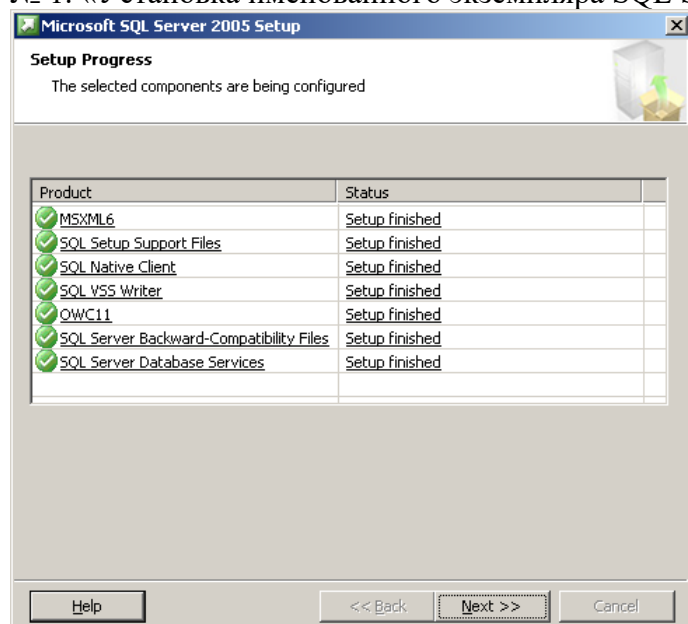 Microsoft SQL Server 2005 Setup
Setup Progress
The selected components are being configured
Product Status
MSXML6 Setup finished
SQL Setup Support Files Setup finished
SQL Native Client Setup finished
SQL VSS Writer Setup finished
OWC11 Setup finished
SQL Server Backward-Compatibility Files Setup finished
SQL Server Database Services Setup finished
Help << Back Next >> Cancel